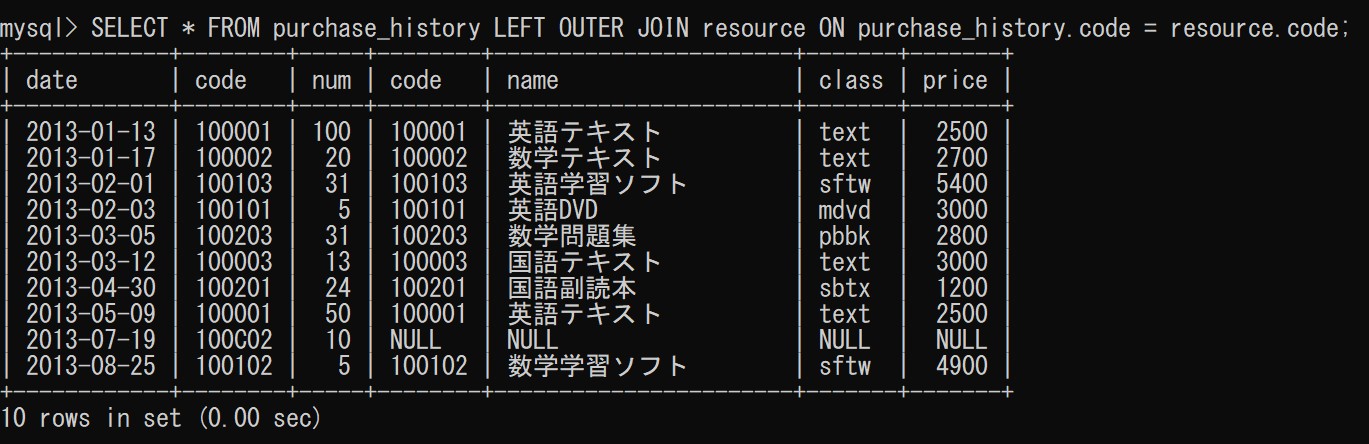 mysql> SELECT * FROM purchase_history LEFT OUTER JOIN resource ON purchase_history.code = resource.code;
+------------+--------+-----+--------+------------------------+-------+-------+
| date       | code   | num | code   | name                   | class | price |
+------------+--------+-----+--------+------------------------+-------+-------+
| 2013-01-13 | 100001 | 100 | 100001 | 英語テキスト           | text  | 2500 |
| 2013-01-17 | 100002 |  20 | 100002 | 数学テキスト           | text  | 2700 |
| 2013-02-01 | 100103 |  31 | 100103 | 英語学習ソフト         | sftw  | 5400 |
| 2013-02-03 | 100101 |   5 | 100101 | 英語DVD                | mdvd  | 3000 |
| 2013-03-05 | 100203 |  31 | 100203 | 数学問題集             | pbbk  | 2800 |
| 2013-03-12 | 100003 |  13 | 100003 | 国語テキスト           | text  | 3000 |
| 2013-04-30 | 100201 |  24 | 100201 | 国語副読本             | sbtx  | 1200 |
| 2013-05-09 | 100001 |  50 | 100001 | 英語テキスト           | text  | 2500 |
| 2013-07-19 | 100C02 |  10 | NULL   | NULL                   | NULL  | NULL |
| 2013-08-25 | 100102 |   5 | 100102 | 数学学習ソフト         | sftw  | 4900 |
+------------+--------+-----+--------+------------------------+-------+-------+
10 rows in set (0.00 sec)